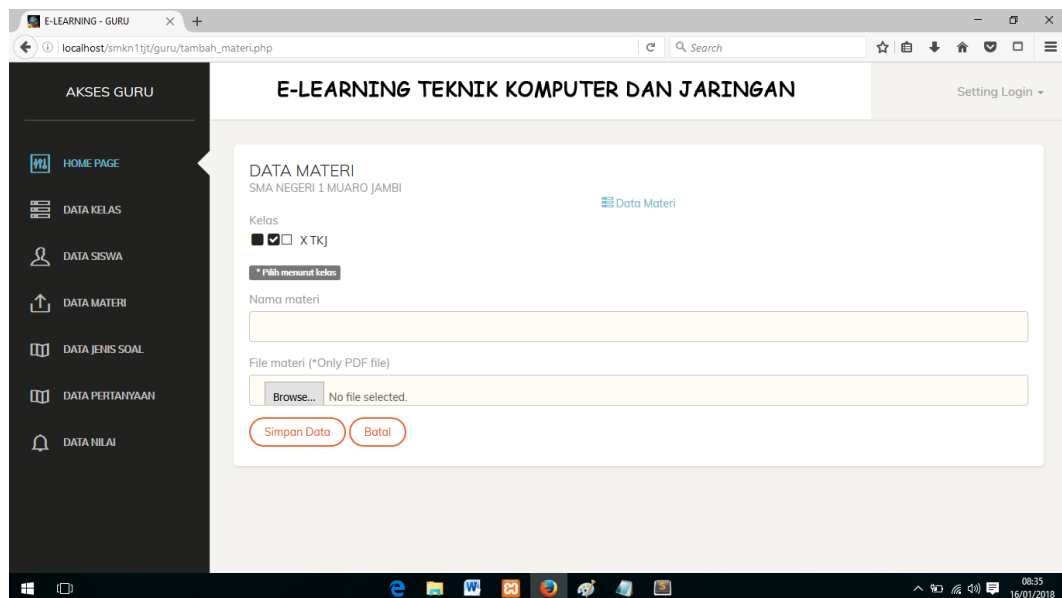 E-LEARNING - GURU
localhost/smkn1tjt/guru/tambah_materi.php
Search
AKSES GURU
E-LEARNING TEKNIK KOMPUTER DAN JARINGAN
Setting Login
HOME PAGE
DATA KELAS
DATA SISWA
DATA MATERI
DATA JENIS SOAL
DATA PERTANYAAN
DATA NILAI
DATA MATERI
SMA NEGERI 1 MUARO JAMBI
Data Materi
Kelas
X TKJ
* Pilih menurut kelas
Nama materi
File materi (*Only PDF file)
Browse... No file selected.
Simpan Data
Batal
08:35
16/01/2018